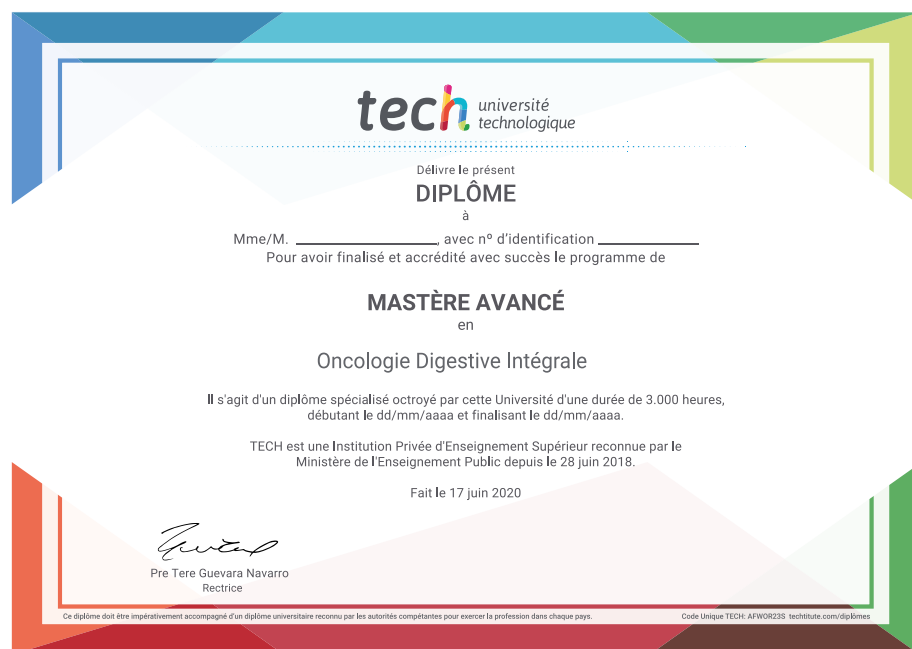 tech université
technologique
Délivre le présent
DIPLÔME
à
Mme/M. ____________________, avec nº d'identification ______________
Pour avoir finalisé et accrédité avec succès le programme de
MASTÈRE AVANCÉ
en
Oncologie Digestive Intégrale
Il s'agit d'un diplôme spécialisé octroyé par cette Université d'une durée de 3.000 heures,
débutant le dd/mm/aaaa et finalisant le dd/mm/aaaa.
TECH est une Institution Privée d'Enseignement Supérieur reconnue par le
Ministère de l'Enseignement Public depuis le 28 juin 2018.
Fait le 17 juin 2020
Pre Tere Guevara Navarro
Rectrice
Ce diplôme doit être impérativement accompagné d'un diplôme universitaire reconnu par les autorités compétentes pour exercer la profession dans chaque pays.
Code Unique TECH: AFWOR23S techtitute.com/diplômes